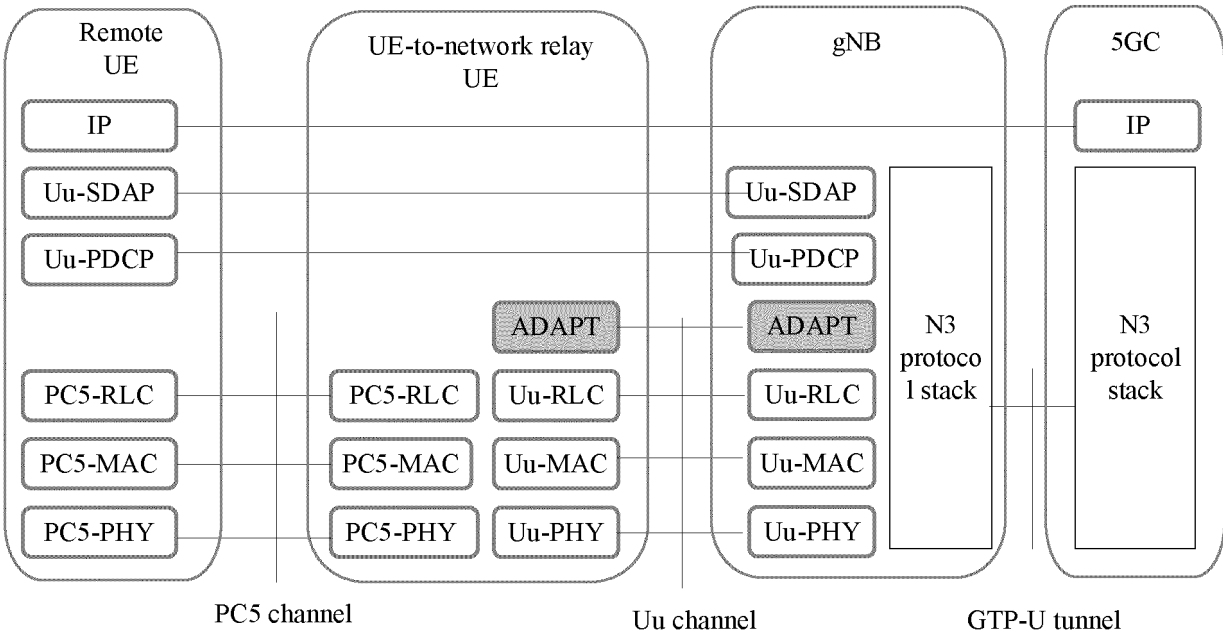 Remote
UE
UE-to-network relay
UE
gNB
5GC
IP
IP
Uu-SDAP
Uu-SDAP
Uu-PDCP
Uu-PDCP
ADAPT
ADAPT
N3
protoco
l stack
N3
protocol
stack
PC5-RLC
PC5-RLC
Uu-RLC
Uu-RLC
PC5-MAC
PC5-MAC
Uu-MAC
Uu-MAC
PC5-PHY
PC5-PHY
Uu-PHY
Uu-PHY
PC5 channel
Uu channel
GTP-U tunnel